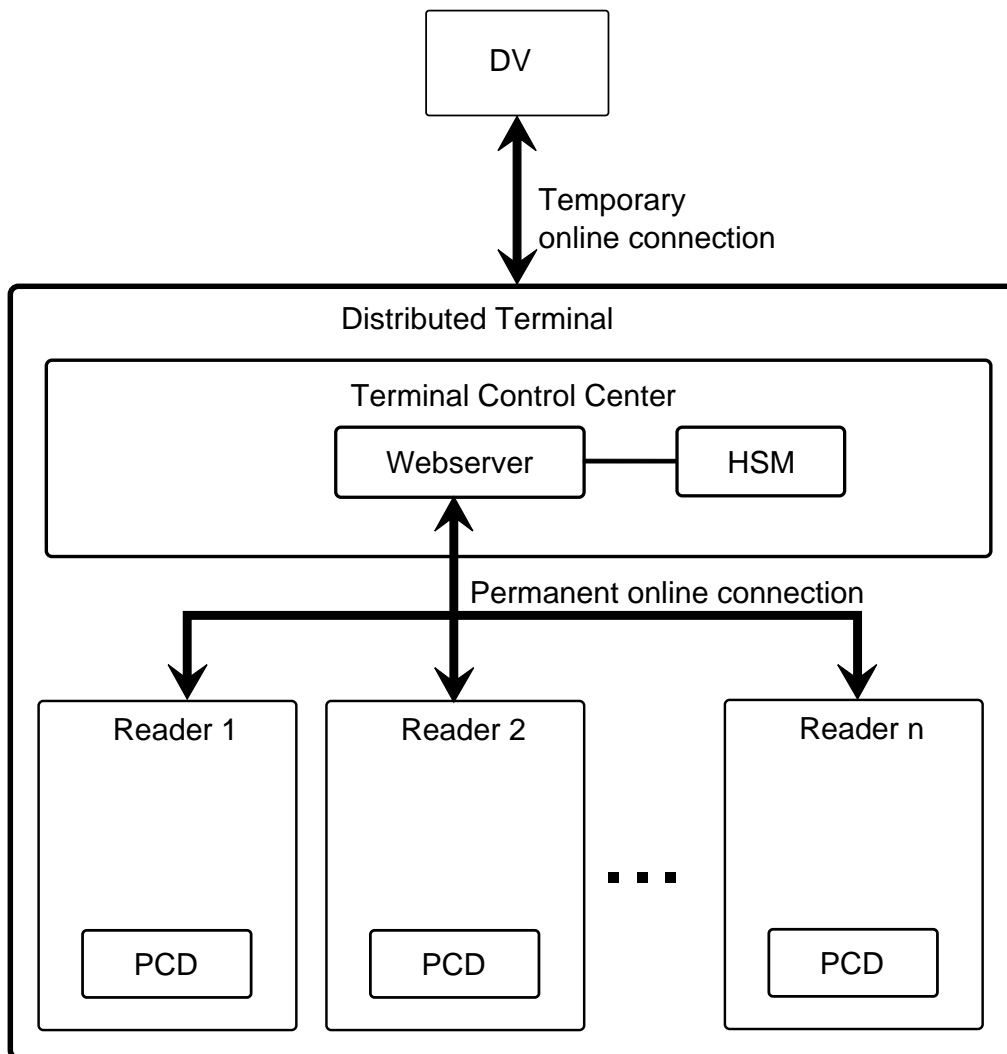 DV
Temporary
online connection
Distributed Terminal
Terminal Control Center
Webserver
HSM
Permanent online connection
Reader 1
Reader 2
Reader n
PCD
PCD
PCD